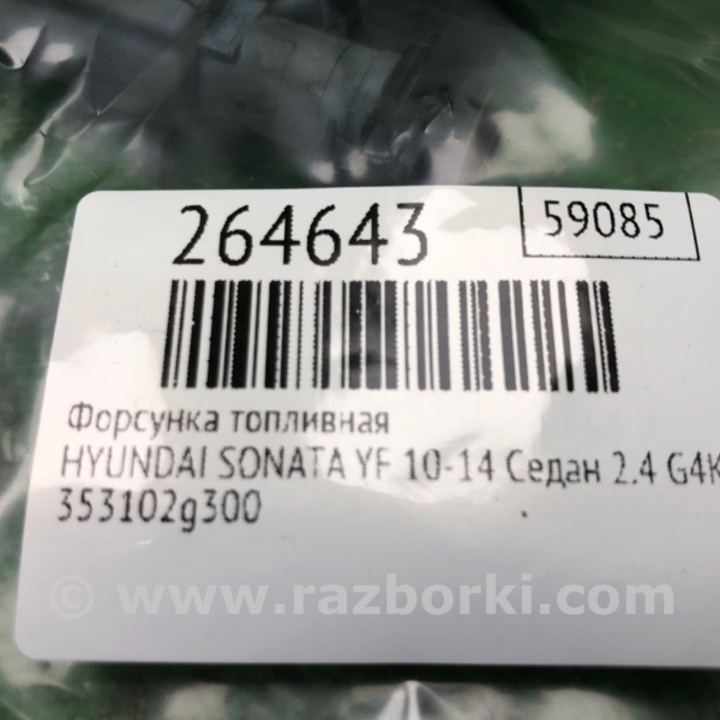 264643
59085
Форсунка топливная
HYUNDAI SONATA YF 10-14 Седан 2.4 G4K
353102g300
© www.razborki.com